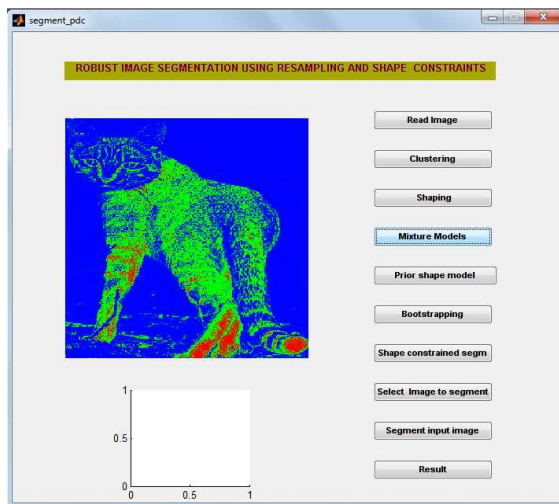 segment_pdc
ROBUST IMAGE SEGMENTATION USING RESAMPLING AND SHAPE CONSTRAINTS
Read Image
Clustering
Shaping
Mixture Models
Prior shape model
Bootstrapping
Shape constrained segm
Select Image to segment
Segment input image
Result
1
0.5
0
0
0.5
1